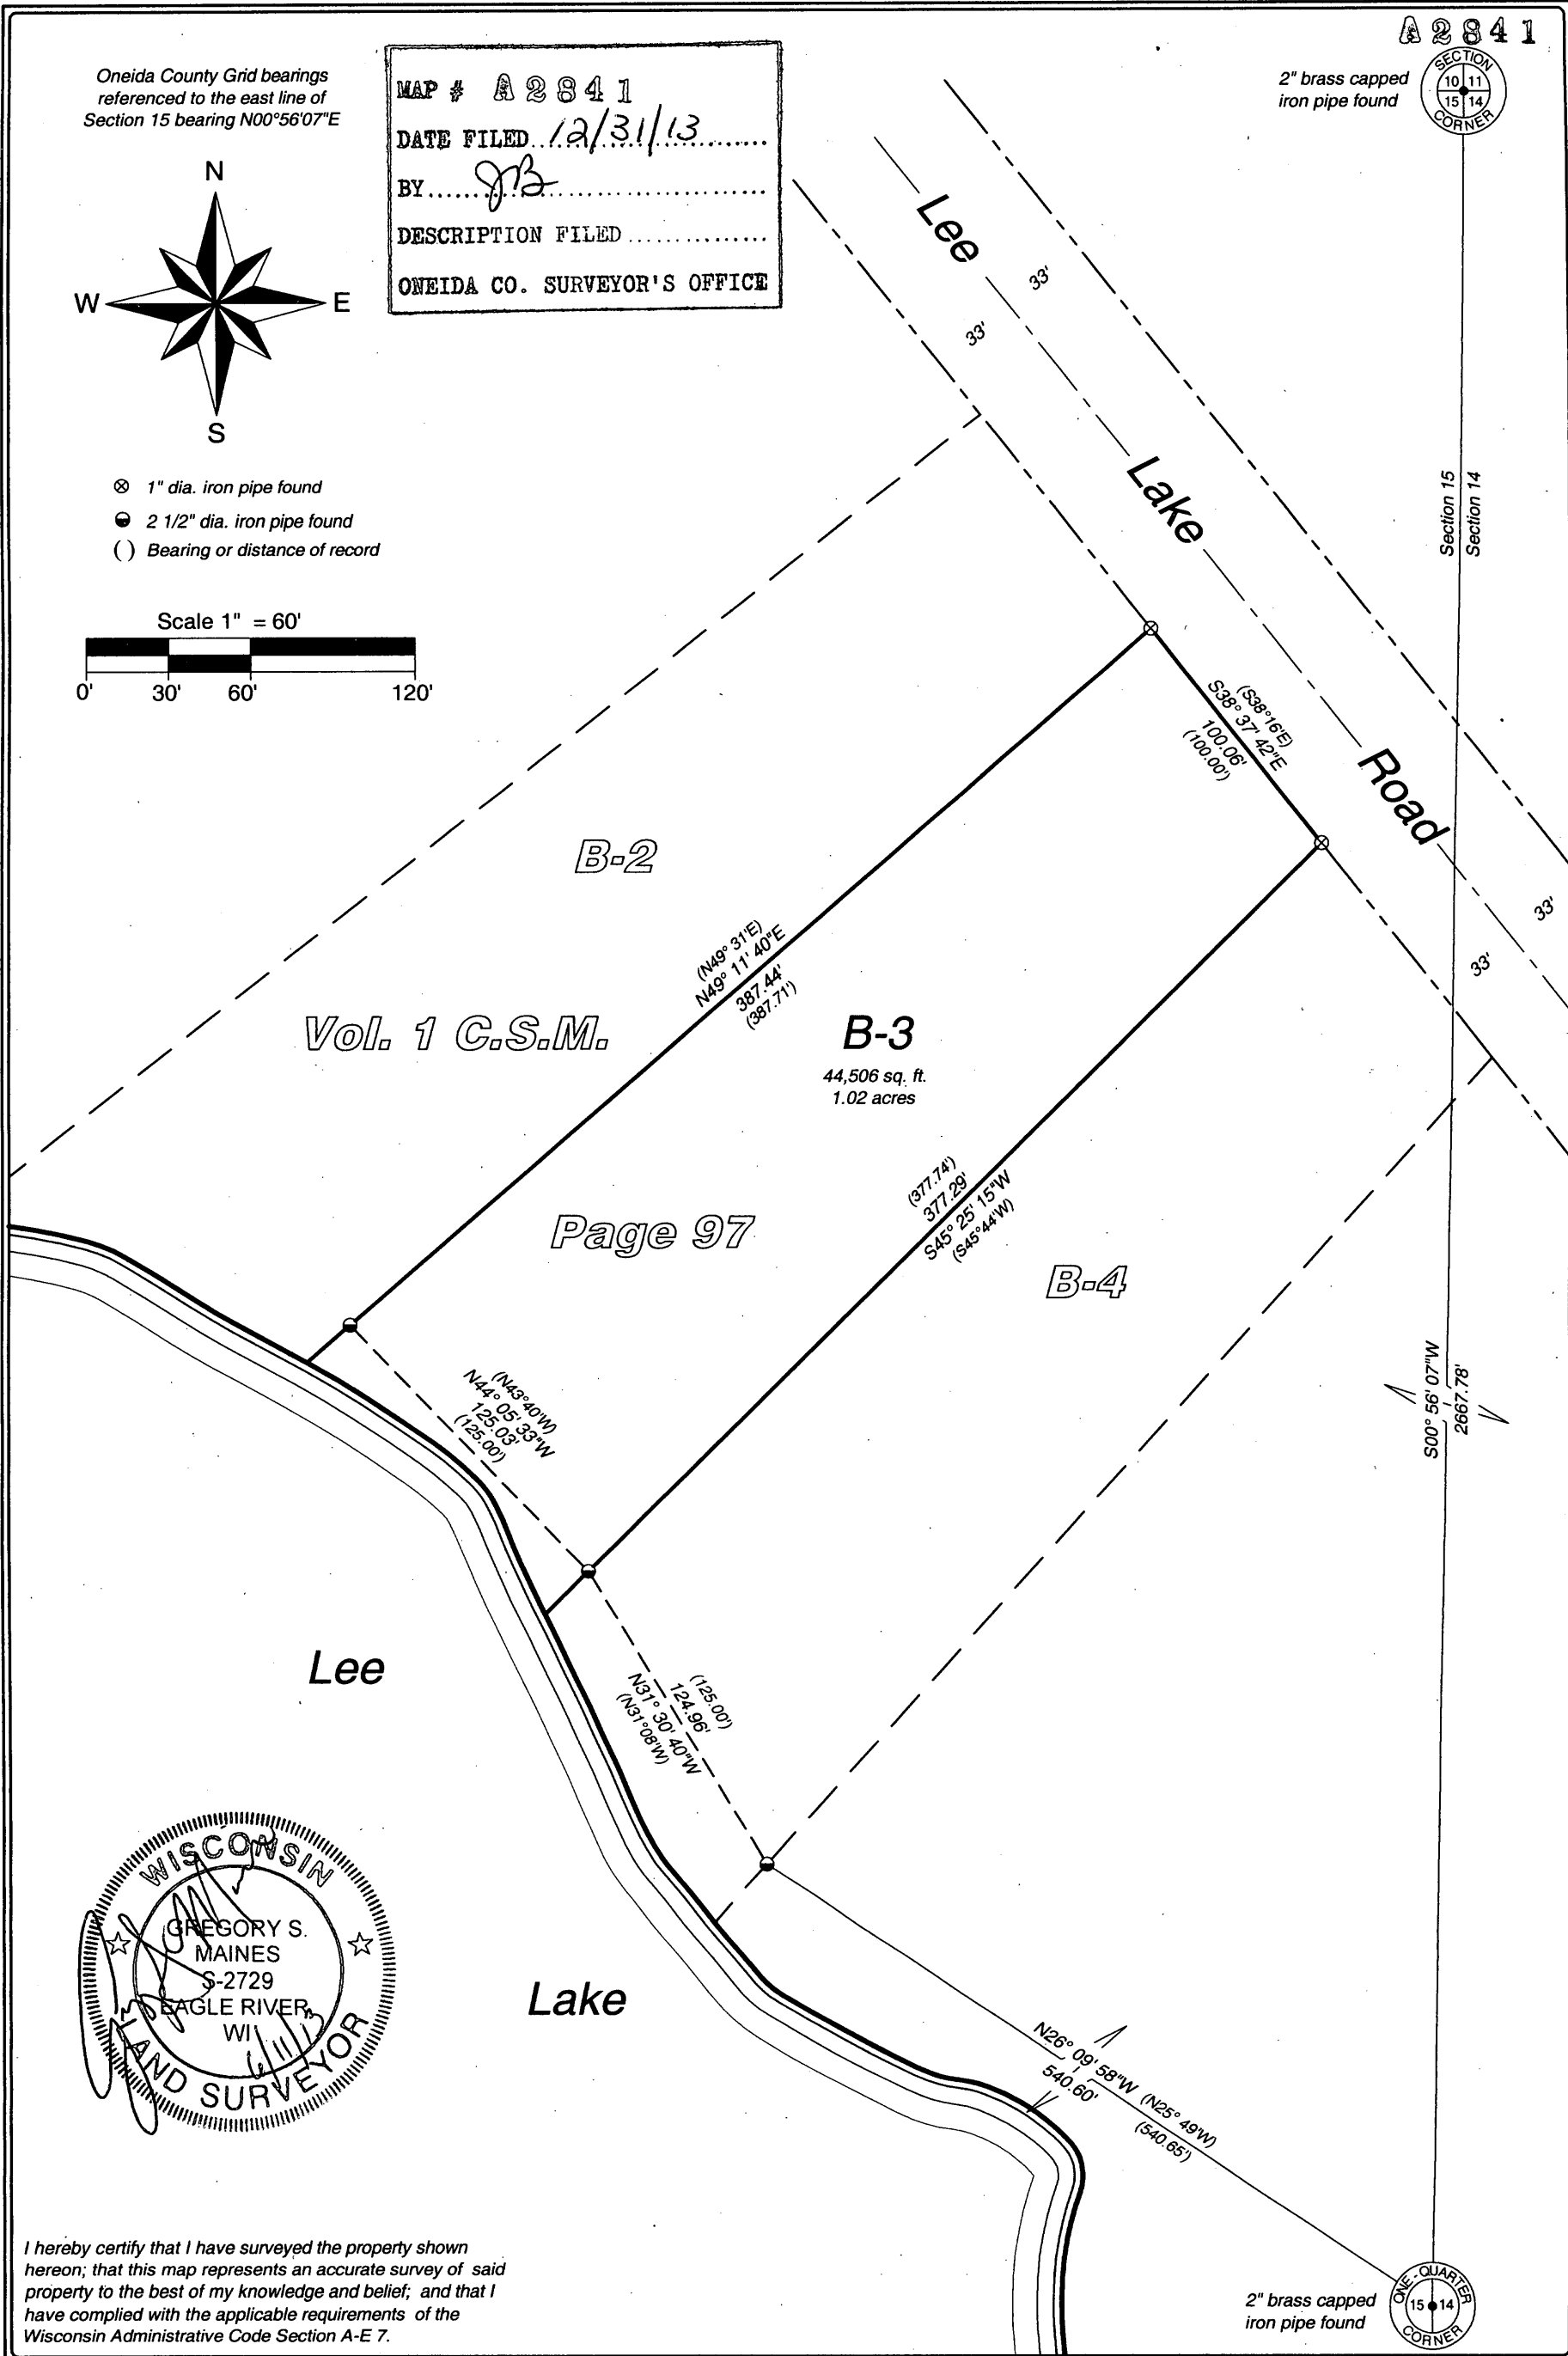 A2841
Oneida County Grid bearings
referenced to the east line of
Section 15 bearing N00°56'07"E
MAP # A2841
DATE FILED 12/31/13
BY JB
DESCRIPTION FILED
ONEIDA CO. SURVEYOR'S OFFICE
2" brass capped
iron pipe found
SECTION
10 11
15 14
CORNER
N
W E
S
1" dia. iron pipe found
2 1/2" dia. iron pipe found
( ) Bearing or distance of record
Scale 1" = 60'
0' 30' 60' 120'
Lee
33'
33'
Lake
Section 15
Section 14
(S38°16'E)
S38° 37' 42"E
100.06'
(100.00')
Road
33'
33'
B-2
(N49° 31'E)
N49° 11' 40"E
387.44'
(387.71')
Vol. 1 C.S.M.
B-3
44,506 sq. ft.
1.02 acres
(377.74')
377.29'
S45° 25' 15"W
(S45°44'W)
Page 97
B-4
S00° 56' 07"W
2667.78'
(N43°40'W)
N44° 05' 33"W
125.03'
(125.00')
Lee
(125.00')
124.96'
N31° 30' 40"W
(N31°08'W)
WISCONSIN
GREGORY S.
MAINES
S-2729
EAGLE RIVER,
WI
LAND SURVEYOR
Lake
N26° 09' 58"W (N25° 49'W)
540.60'
(540.65')
I hereby certify that I have surveyed the property shown
hereon; that this map represents an accurate survey of said
property to the best of my knowledge and belief; and that I
have complied with the applicable requirements of the
Wisconsin Administrative Code Section A-E 7.
2" brass capped
iron pipe found
ONE-QUARTER
15 14
CORNER